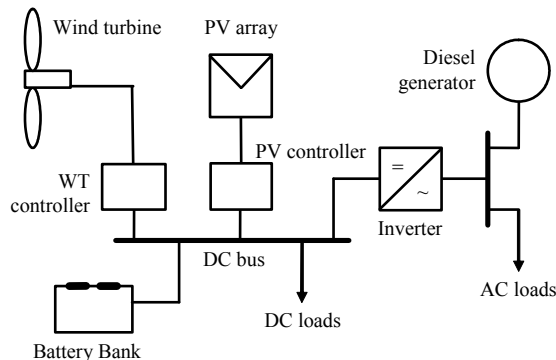 Wind turbine
PV array
Diesel
generator
PV controller
WT
controller
=
~
Inverter
DC bus
AC loads
DC loads
Battery Bank